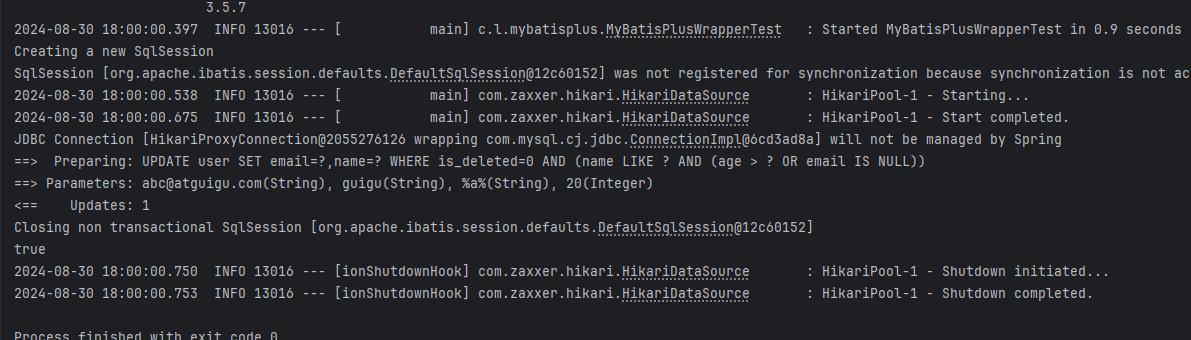 3.5.7
2024-08-30 18:00:00.397  INFO 13016 --- [           main] c.l.mybatisplus.MyBatisPlusWrapperTest   : Started MyBatisPlusWrapperTest in 0.9 seconds
Creating a new SqlSession
SqlSession [org.apache.ibatis.session.defaults.DefaultSqlSession@12c60152] was not registered for synchronization because synchronization is not ac
2024-08-30 18:00:00.538  INFO 13016 --- [           main] com.zaxxer.hikari.HikariDataSource       : HikariPool-1 - Starting...
2024-08-30 18:00:00.675  INFO 13016 --- [           main] com.zaxxer.hikari.HikariDataSource       : HikariPool-1 - Start completed.
JDBC Connection [HikariProxyConnection@2055276126 wrapping com.mysql.cj.jdbc.ConnectionImpl@6cd3ad8a] will not be managed by Spring
==>  Preparing: UPDATE user SET email=?,name=? WHERE is_deleted=0 AND (name LIKE ? AND (age > ? OR email IS NULL))
==> Parameters: abc@atguigu.com(String), guigu(String), %a%(String), 20(Integer)
<==    Updates: 1
Closing non transactional SqlSession [org.apache.ibatis.session.defaults.DefaultSqlSession@12c60152]
true
2024-08-30 18:00:00.750  INFO 13016 --- [ionShutdownHook] com.zaxxer.hikari.HikariDataSource       : HikariPool-1 - Shutdown initiated...
2024-08-30 18:00:00.753  INFO 13016 --- [ionShutdownHook] com.zaxxer.hikari.HikariDataSource       : HikariPool-1 - Shutdown completed.
Process finished with exit code 0